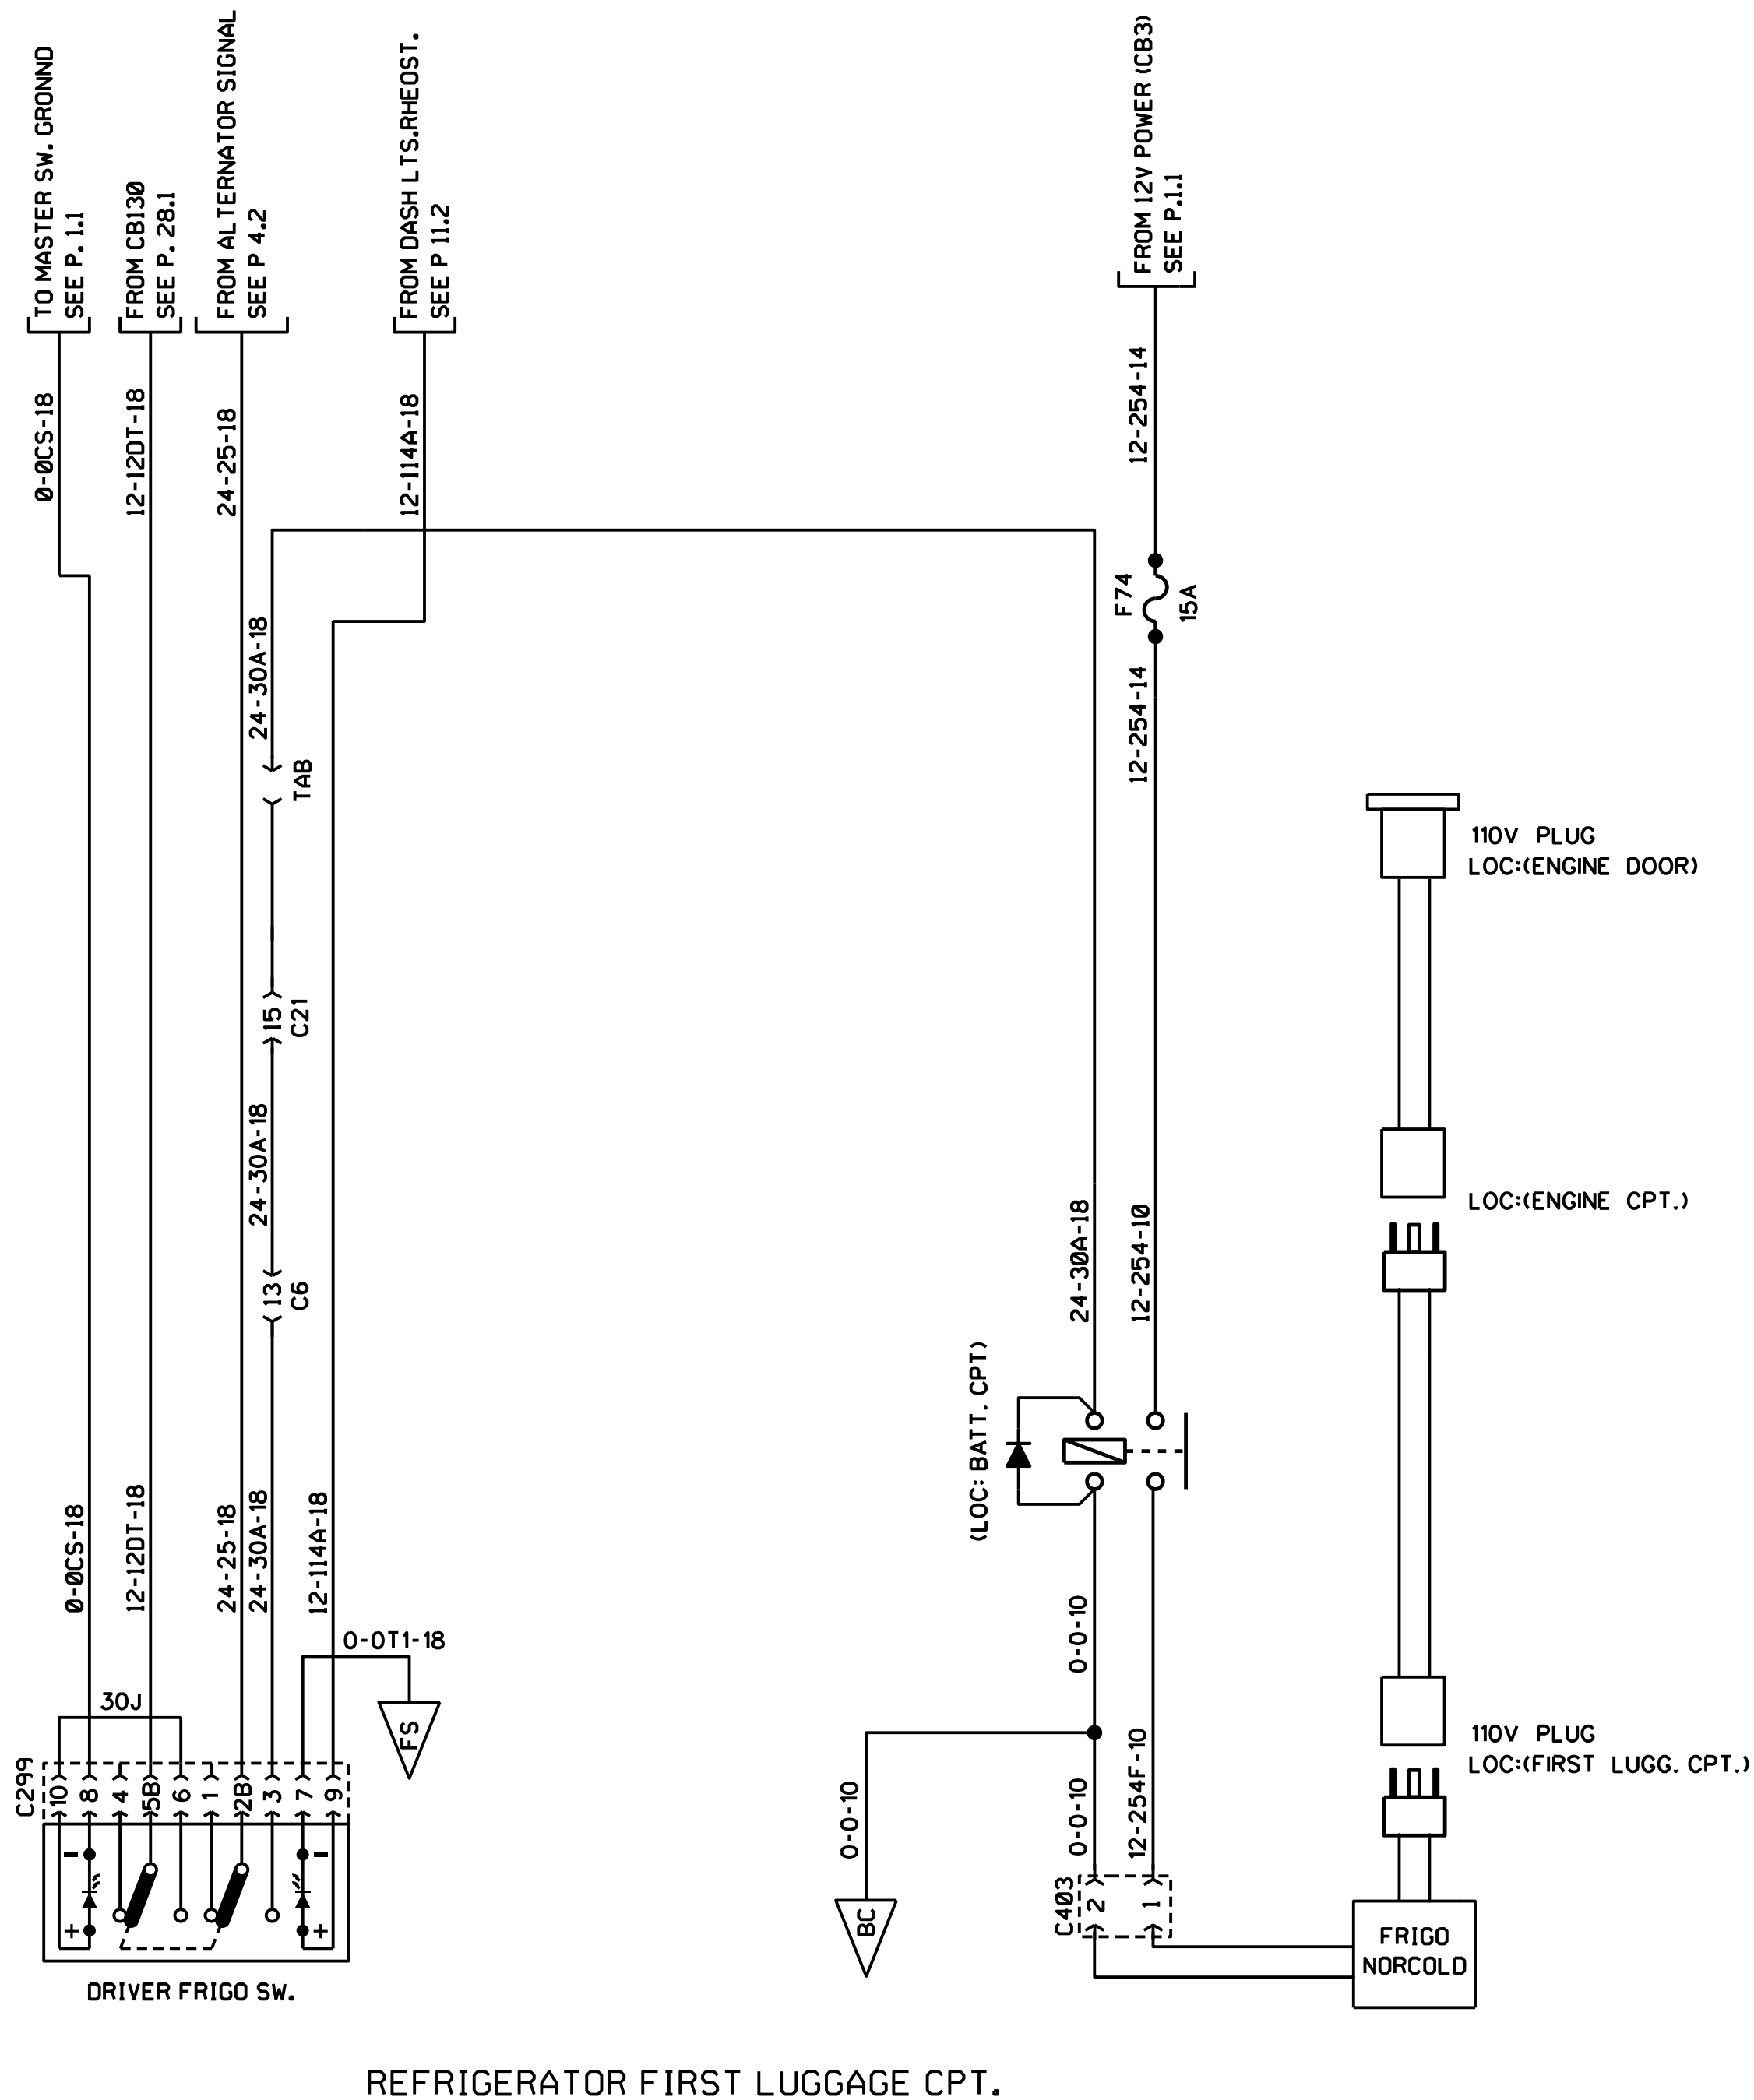 TO MASTER SW. GRONND
SEE P. 1.1
FROM CB130
SEE P. 28.1
FROM ALTERNATOR SIGNAL
SEE P 4.2
FROM DASH LTS.RHEOST.
SEE P 11.2
FROM 12V POWER (CB3)
SEE P.1.1
0-0CS-18
12-12DT-18
24-25-18
12-114A-18
12-254-14
F74
15A
24-30A-18
12-254-14
TAB
110V PLUG
LOC:(ENGINE DOOR)
15
C21
24-30A-18
24-30A-18
12-254-10
LOC:(ENGINE CPT.)
13
C6
(LOC: BATT. CPT)
0-0CS-18
12-12DT-18
24-25-18
24-30A-18
12-114A-18
0-0-10
0-0T1-18
30J
FS
110V PLUG
LOC:(FIRST LUGG. CPT.)
C299
10
8
4
5B
6
1
2B
3
7
9
0-0-10
0-0-10
12-254F-10
- -
+ +
BC
C403
2
1
FRIGO
NORCOLD
DRIVER FRIGO SW.
REFRIGERATOR FIRST LUGGAGE CPT.